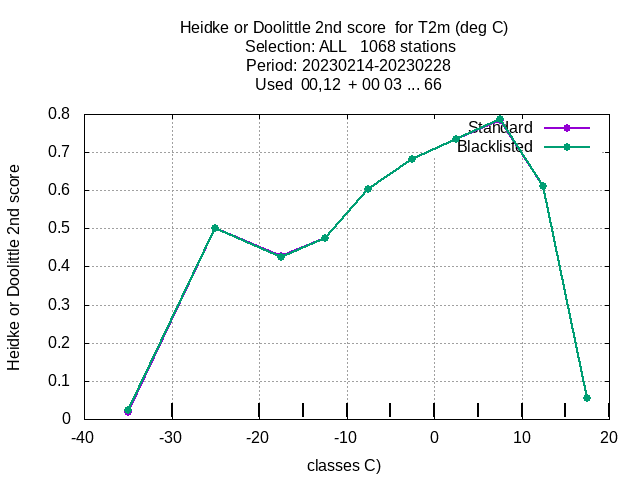 Heidke or Doolittle 2nd score  for T2m (deg C)
Selection: ALL   1068 stations
Period: 20230214-20230228
Used  00,12  + 00 03 ... 66
Standard
Blacklisted
Heidke or Doolittle 2nd score
0.8
0.7
0.6
0.5
0.4
0.3
0.2
0.1
0
-40 -30 -20 -10 0 10 20
classes C)